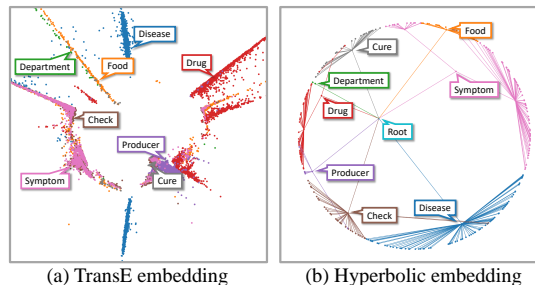 (a)
Disease
Department
Food
Drug
Check
Producer
Symptom
Cure
(a) TransE embedding
(b)
Food
Cure
Department
Symptom
Drug
Root
Producer
Disease
Check
(b) Hyperbolic embedding